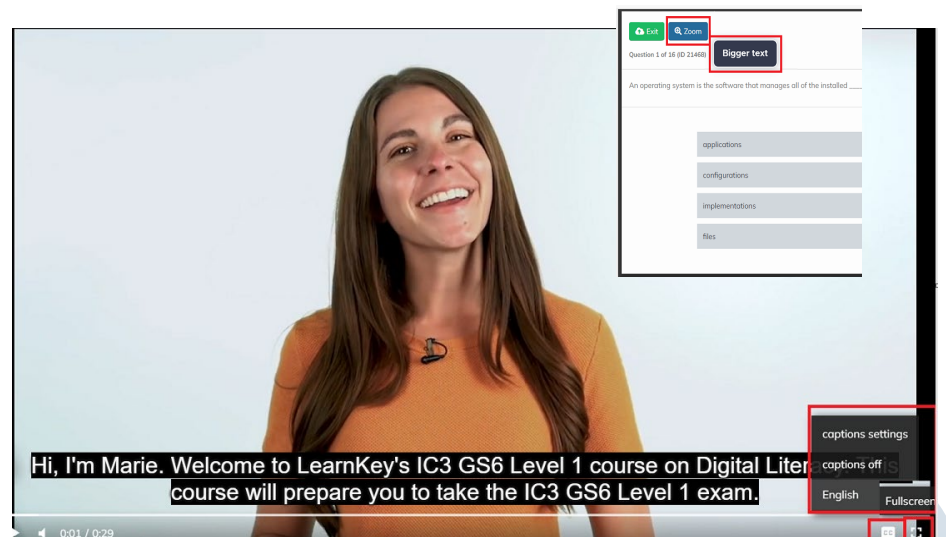 Exit
Zoom
Question 1 of 16 (ID 21468)
Bigger text
An operating system is the software that manages all of the installed ___
applications
configurations
implementations
files
captions settings
captions off
English
Fullscreen
Hi, I'm Marie. Welcome to LearnKey's IC3 GS6 Level 1 course on Digital Literacy. This
course will prepare you to take the IC3 GS6 Level 1 exam.
0:01 / 0:29
CC